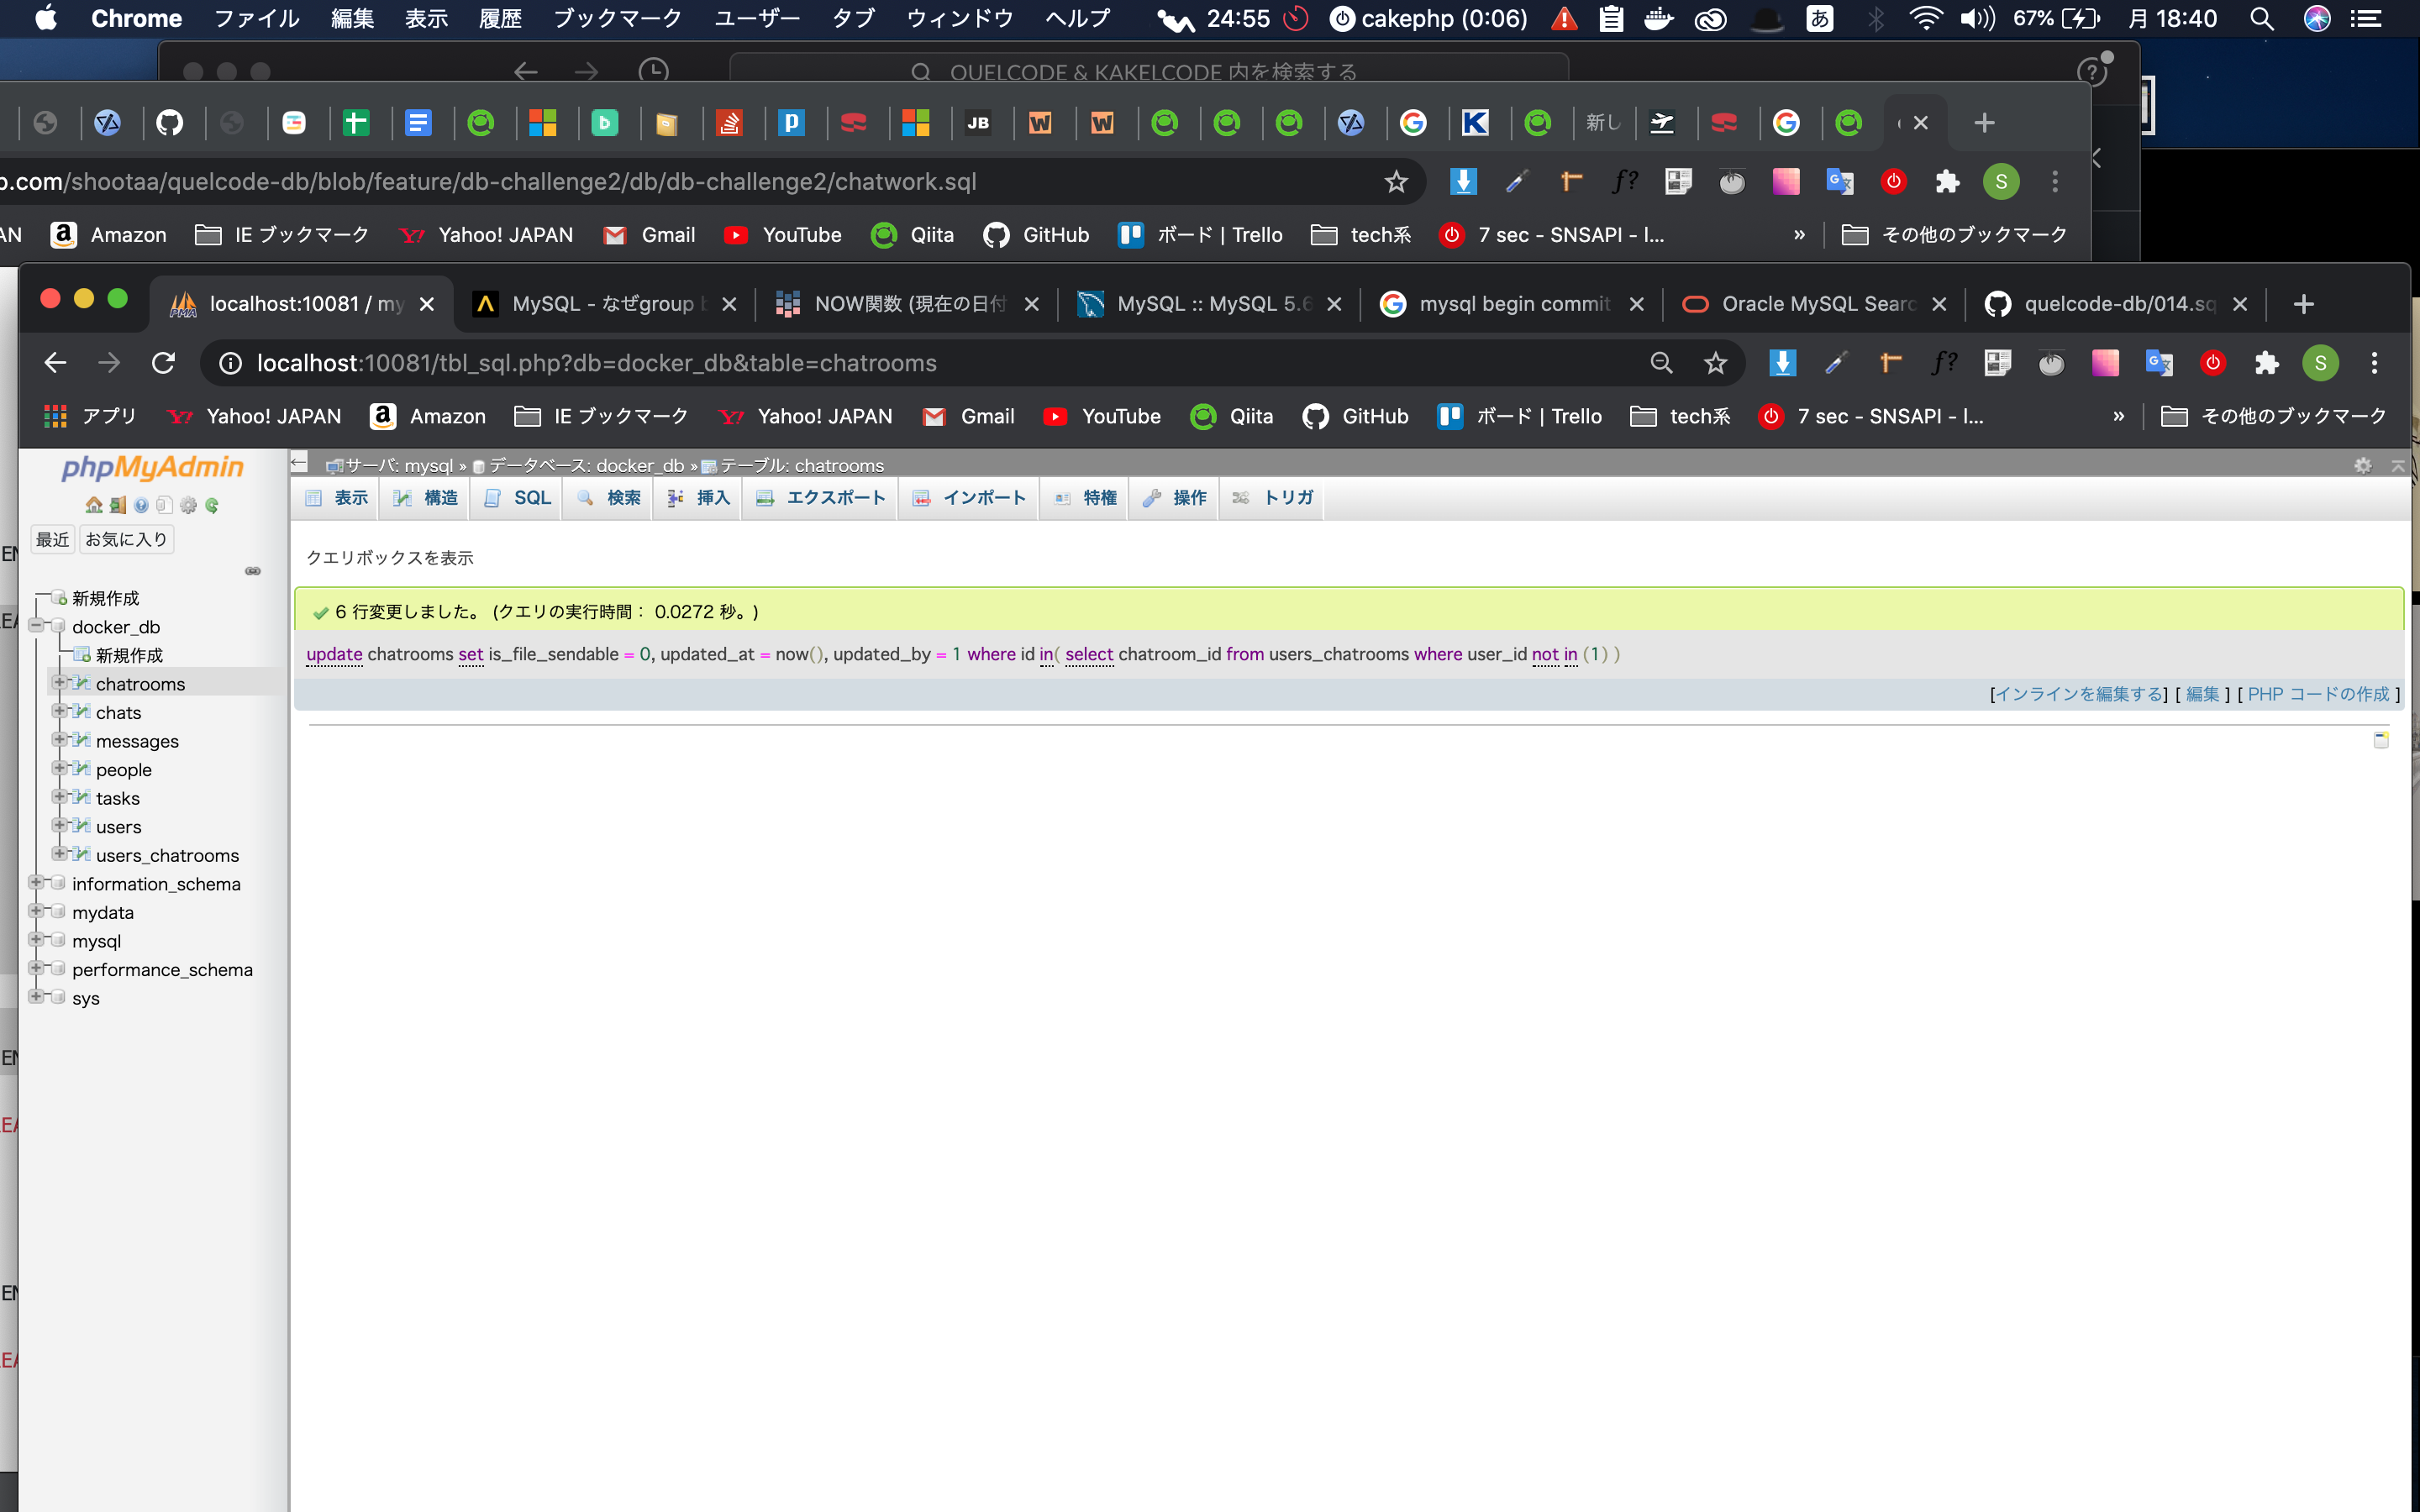 Chrome ファイル 編集 表示 履歴 ブックマーク ユーザー タブ ウィンドウ ヘルプ 24:55 cakephp (0:06) あ 67% 月 18:40
QUELCODE & KAKELCODE 内を検索する
JB 新し
b.com/shootaa/quelcode-db/blob/feature/db-challenge2/db/db-challenge2/chatwork.sql f? S
AN Amazon IE ブックマーク Yahoo! JAPAN Gmail YouTube Qiita GitHub ボード | Trello tech系 7 sec - SNSAPI - I... » その他のブックマーク
localhost:10081 / my MySQL - なぜgroup b NOW関数 (現在の日付 MySQL :: MySQL 5.6 mysql begin commit Oracle MySQL Searc quelcode-db/014.sq
localhost:10081/tbl_sql.php?db=docker_db&table=chatrooms f? S
アプリ Yahoo! JAPAN Amazon IE ブックマーク Yahoo! JAPAN Gmail YouTube Qiita GitHub ボード | Trello tech系 7 sec - SNSAPI - I... » その他のブックマーク
phpMyAdmin
サーバ: mysql » データベース: docker_db » テーブル: chatrooms
表示 構造 SQL 検索 挿入 エクスポート インポート 特権 操作 トリガ
最近 お気に入り
クエリボックスを表示
新規作成
docker_db
新規作成
chatrooms
chats
messages
people
tasks
users
users_chatrooms
information_schema
mydata
mysql
performance_schema
sys
6 行変更しました。 (クエリの実行時間： 0.0272 秒。)
update chatrooms set is_file_sendable = 0, updated_at = now(), updated_by = 1 where id in( select chatroom_id from users_chatrooms where user_id not in (1) )
[インラインを編集する] [ 編集 ] [ PHP コードの作成 ]